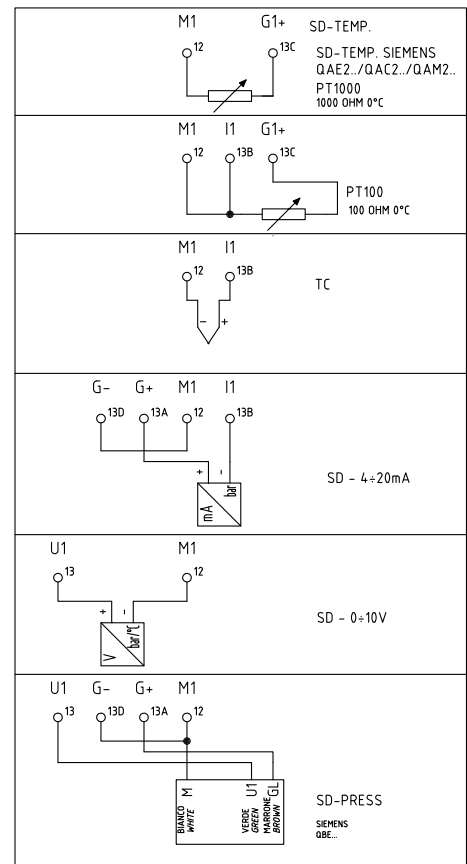 M1 G1+ SD-TEMP.
12 13C SD-TEMP. SIEMENS
QAE2../QAC2../QAM2..
PT1000
1000 OHM 0°C
M1 I1 G1+
12 13B 13C
PT100
100 OHM 0°C
M1 I1
12 13B
TC
- +
G- G+ M1 I1
13D 13A 12 13B
+ -
mA bar
SD - 4÷20mA
U1 M1
13 12
+ -
V bar/°C
SD - 0÷10V
U1 G- G+ M1
13 13D 13A 12
M U1 GL
BIANCO VERDE MARRONE
WHITE GREEN BROWN
SD-PRESS
SIEMENS
QBE...